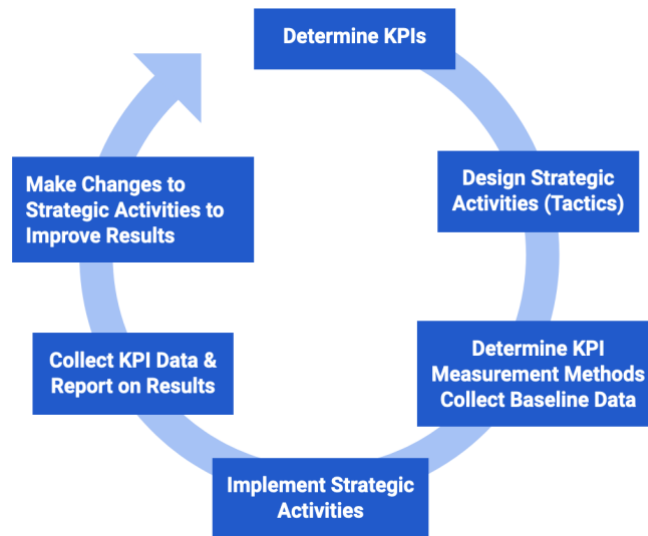 Determine KPIs
Design Strategic
Activities (Tactics)
Determine KPI
Measurement Methods
Collect Baseline Data
Implement Strategic
Activities
Collect KPI Data &
Report on Results
Make Changes to
Strategic Activities to
Improve Results